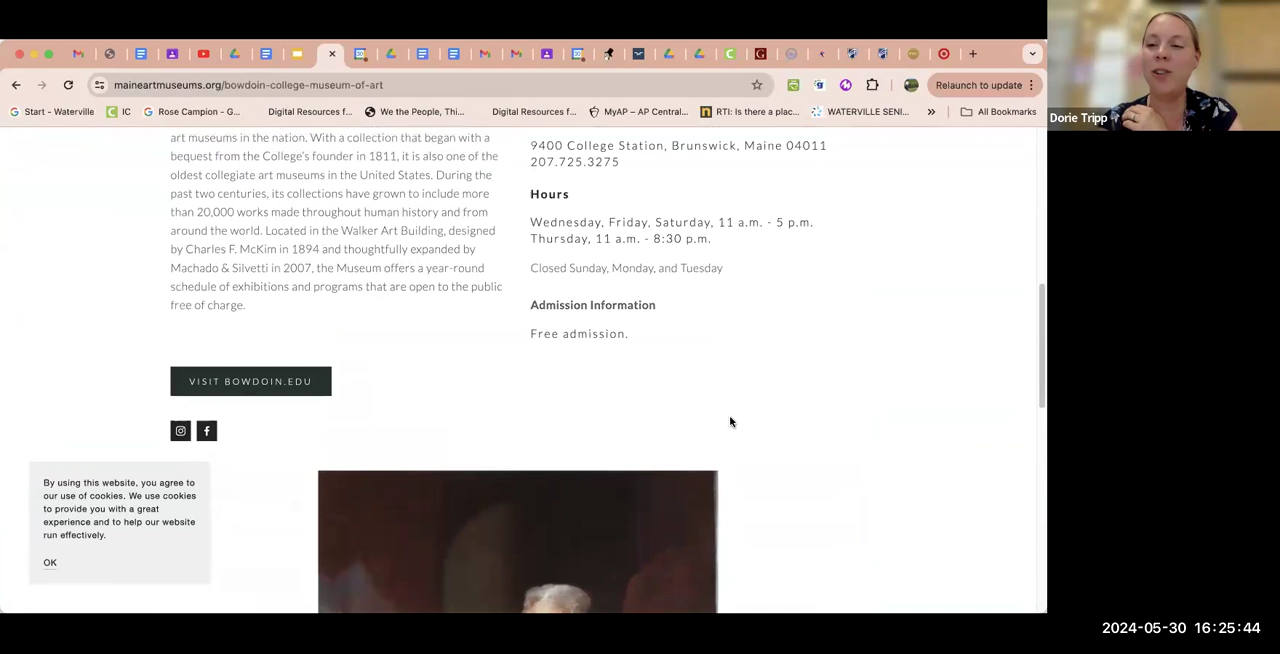 maineartmuseums.org/bowdoin-college-museum-of-art
Relaunch to update
Start – Waterville
IC
Rose Campion - G...
Digital Resources f...
We the People, Thi...
Digital Resources f...
MyAP – AP Central...
RTI: Is there a plac...
WATERVILLE SENI...
»
All Bookmarks
Dorie Tripp
art museums in the nation. With a collection that began with a
bequest from the College's founder in 1811, it is also one of the
oldest collegiate art museums in the United States. During the
past two centuries, its collections have grown to include more
than 20,000 works made throughout human history and from
around the world. Located in the Walker Art Building, designed
by Charles F. McKim in 1894 and thoughtfully expanded by
Machado & Silvetti in 2007, the Museum offers a year-round
schedule of exhibitions and programs that are open to the public
free of charge.
VISIT BOWDOIN.EDU
9400 College Station, Brunswick, Maine 04011
207.725.3275
Hours
Wednesday, Friday, Saturday, 11 a.m. - 5 p.m.
Thursday, 11 a.m. - 8:30 p.m.
Closed Sunday, Monday, and Tuesday
Admission Information
Free admission.
By using this website, you agree to
our use of cookies. We use cookies
to provide you with a great
experience and to help our website
run effectively.
OK
2024-05-30 16:25:44